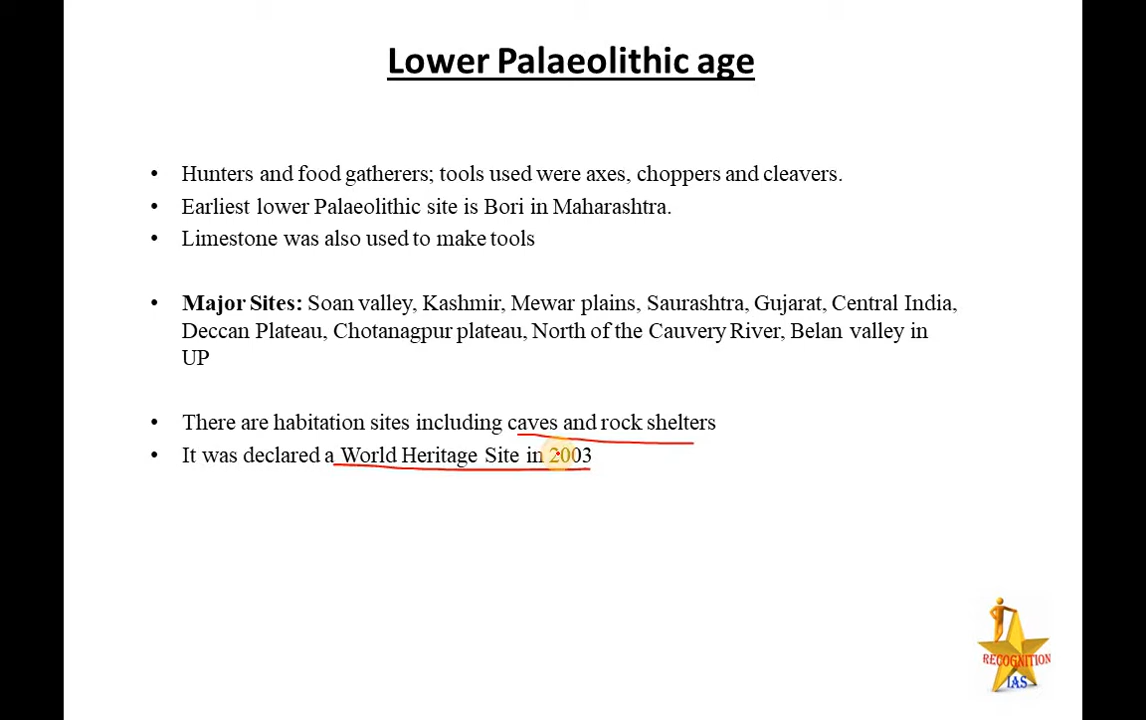 Lower Palaeolithic age
• Hunters and food gatherers; tools used were axes, choppers and cleavers.
• Earliest lower Palaeolithic site is Bori in Maharashtra.
• Limestone was also used to make tools
• Major Sites: Soan valley, Kashmir, Mewar plains, Saurashtra, Gujarat, Central India,
Deccan Plateau, Chotanagpur plateau, North of the Cauvery River, Belan valley in
UP
• There are habitation sites including caves and rock shelters
• It was declared a World Heritage Site in 2003
RECOGNITION
IAS